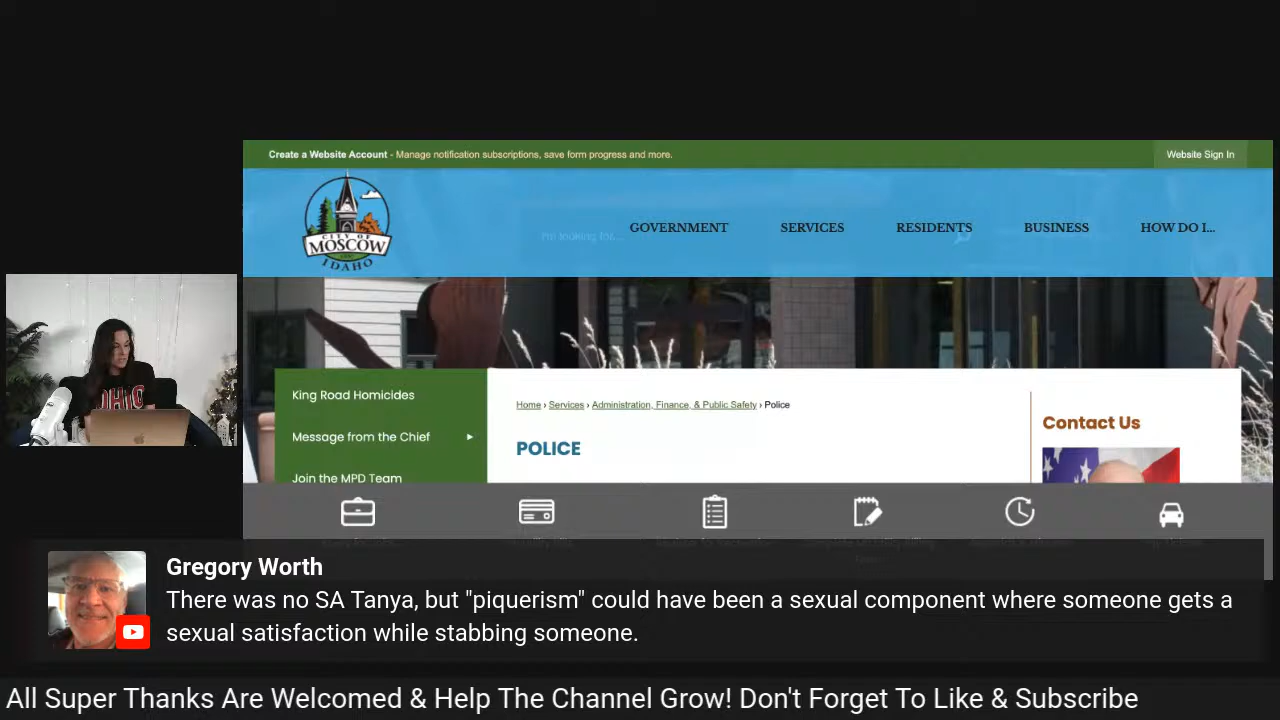 Create a Website Account - Manage notification subscriptions, save form progress and more.
Website Sign In
CITY OF
MOSCOW
IDAHO
I'm looking for...
GOVERNMENT
SERVICES
RESIDENTS
BUSINESS
HOW DO I...
King Road Homicides
Message from the Chief
Join the MPD Team
Home › Services › Administration, Finance, & Public Safety › Police
POLICE
Contact Us
OHIO
Gregory Worth
There was no SA Tanya, but "piquerism" could have been a sexual component where someone gets a
sexual satisfaction while stabbing someone.
All Super Thanks Are Welcomed & Help The Channel Grow! Don't Forget To Like & Subscribe